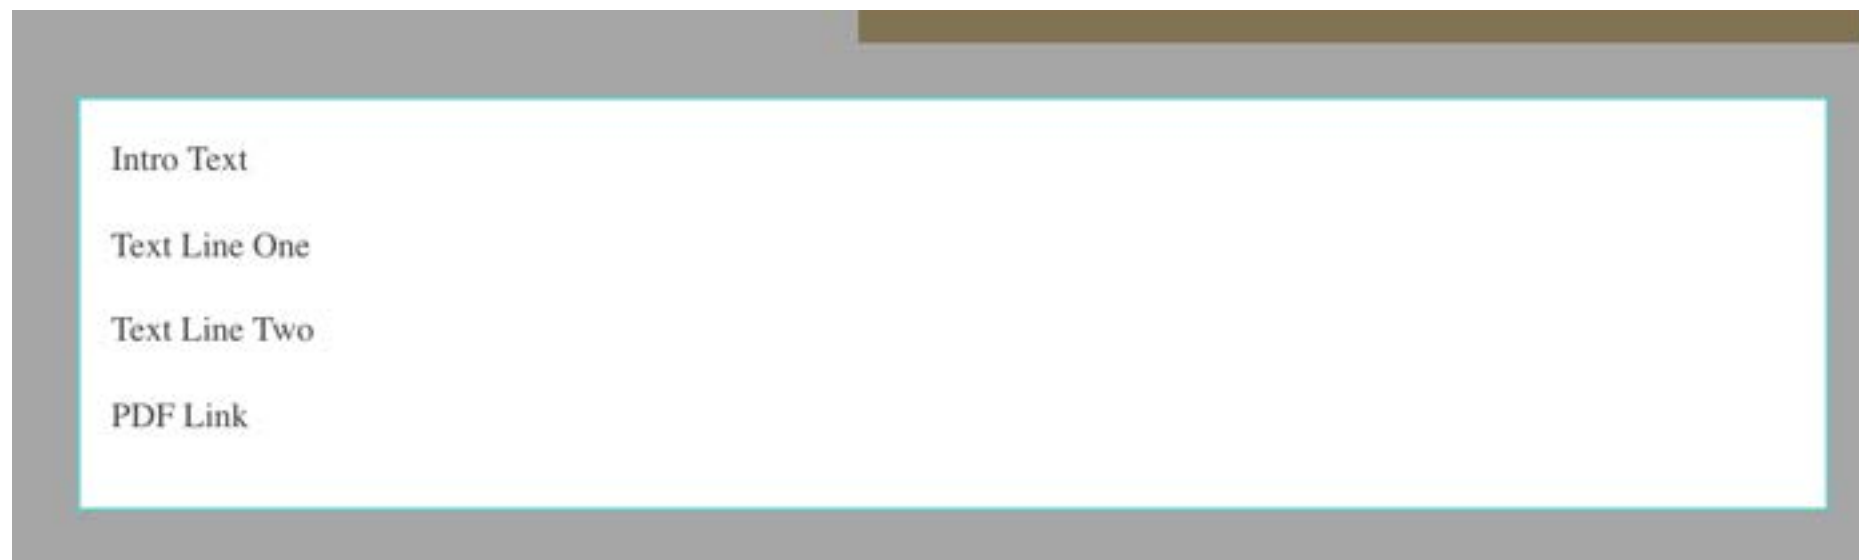 Intro Text
Text Line One
Text Line Two
PDF Link